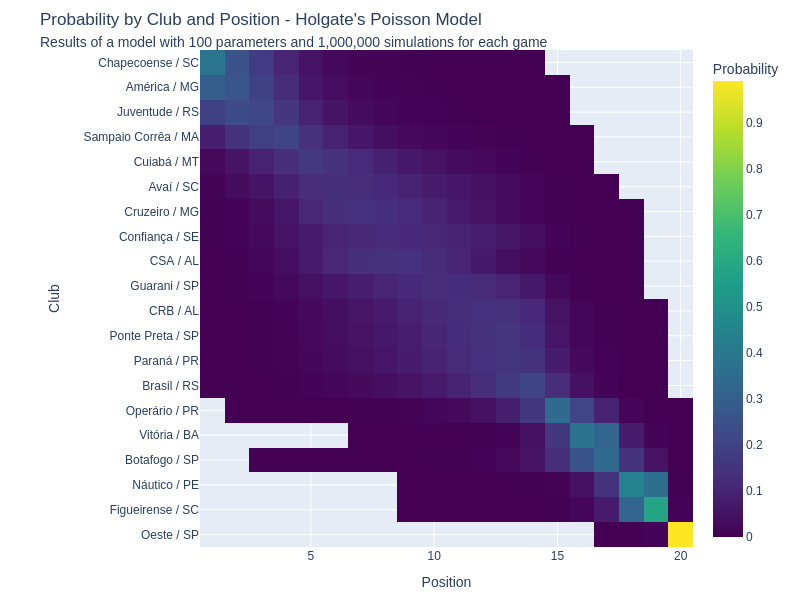 Probability by Club and Position - Holgate's Poisson Model
Results of a model with 100 parameters and 1,000,000 simulations for each game
Probability
Chapecoense / SC
América / MG
Juventude / RS
Sampaio Corrêa / MA
Cuiabá / MT
Avaí / SC
Cruzeiro / MG
Confiança / SE
CSA / AL
Guarani / SP
CRB / AL
Ponte Preta / SP
Paraná / PR
Brasil / RS
Operário / PR
Vitória / BA
Botafogo / SP
Náutico / PE
Figueirense / SC
Oeste / SP
Club
5
10
15
20
Position
0.9
0.8
0.7
0.6
0.5
0.4
0.3
0.2
0.1
0